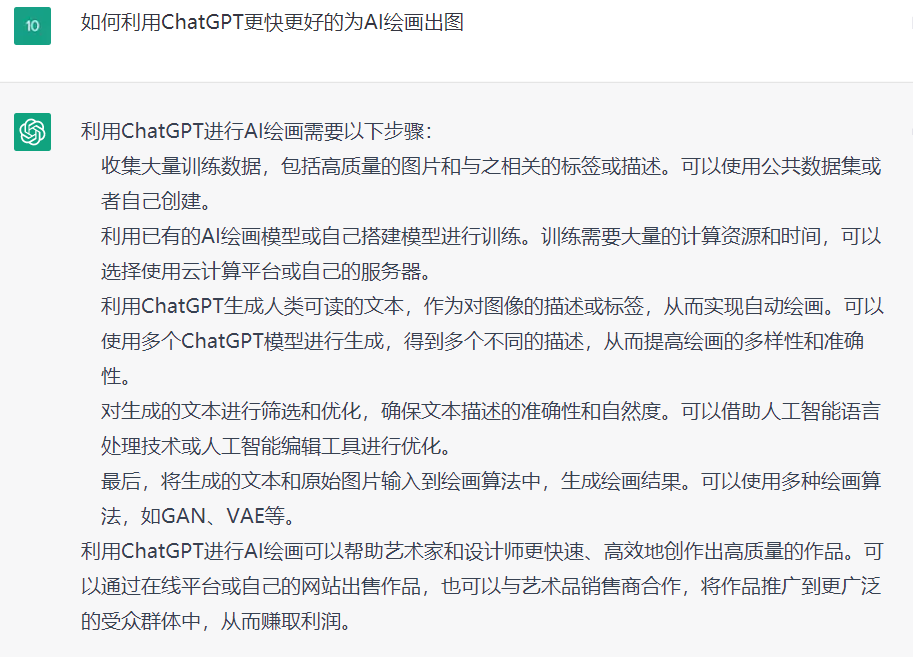 10
如何利用ChatGPT更快更好的为AI绘画出图
利用ChatGPT进行AI绘画需要以下步骤：
收集大量训练数据，包括高质量的图片和与之相关的标签或描述。可以使用公共数据集或
者自己创建。
利用已有的AI绘画模型或自己搭建模型进行训练。训练需要大量的计算资源和时间，可以
选择使用云计算平台或自己的服务器。
利用ChatGPT生成人类可读的文本，作为对图像的描述或标签，从而实现自动绘画。可以
使用多个ChatGPT模型进行生成，得到多个不同的描述，从而提高绘画的多样性和准确
性。
对生成的文本进行筛选和优化，确保文本描述的准确性和自然度。可以借助人工智能语言
处理技术或人工智能编辑工具进行优化。
最后，将生成的文本和原始图片输入到绘画算法中，生成绘画结果。可以使用多种绘画算
法，如GAN、VAE等。
利用ChatGPT进行AI绘画可以帮助艺术家和设计师更快速、高效地创作出高质量的作品。可
以通过在线平台或自己的网站出售作品，也可以与艺术品销售商合作，将作品推广到更广泛
的受众群体中，从而赚取利润。